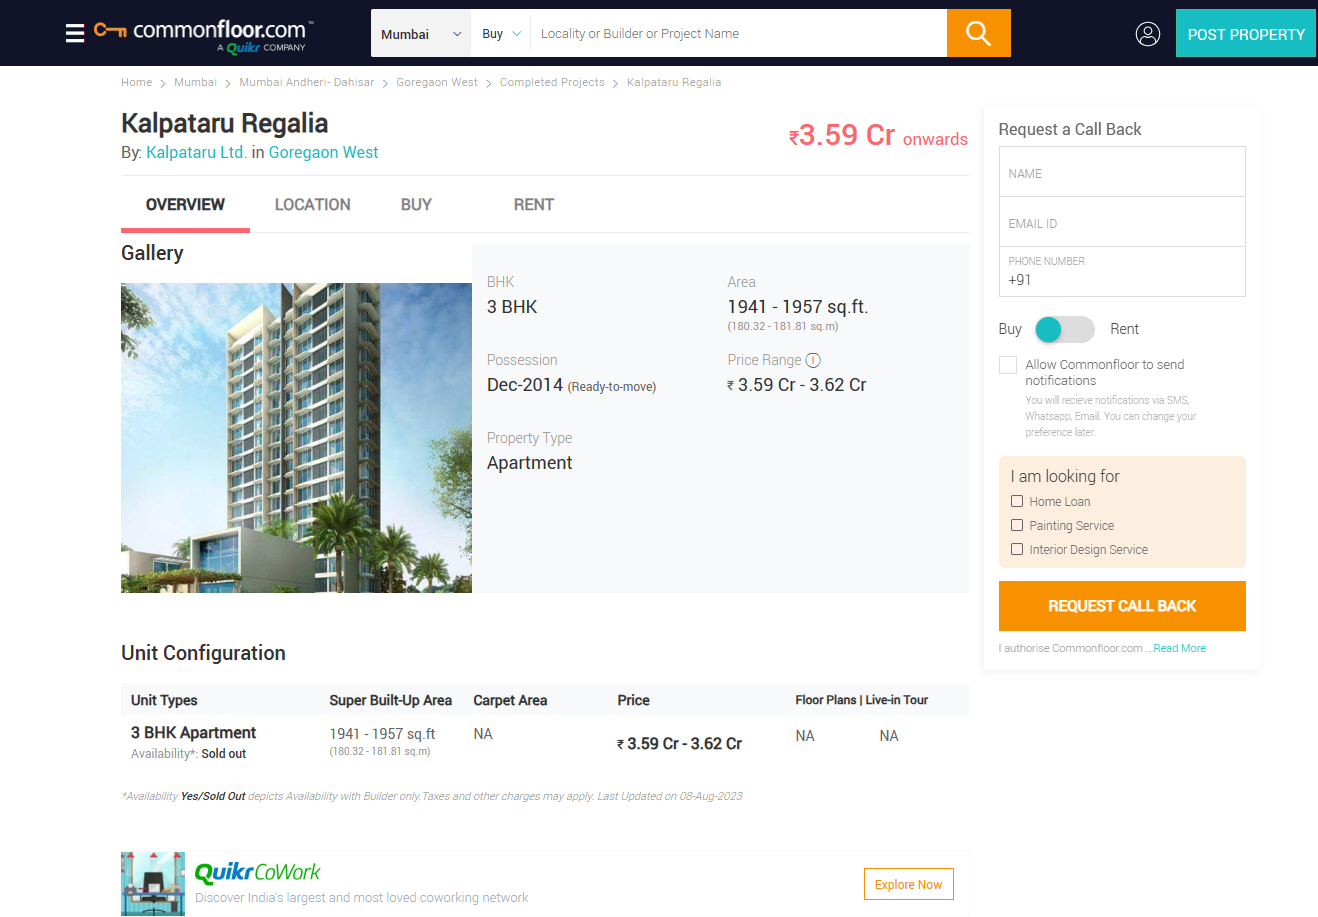 commonfloor.com™
A Quikr COMPANY
Mumbai
Buy
Locality or Builder or Project Name
POST PROPERTY
Home > Mumbai > Mumbai Andheri- Dahisar > Goregaon West > Completed Projects > Kalpataru Regalia
Kalpataru Regalia
By: Kalpataru Ltd. in Goregaon West
₹3.59 Cr onwards
OVERVIEW LOCATION BUY RENT
Gallery
BHK
3 BHK
Area
1941 - 1957 sq.ft.
(180.32 - 181.81 sq.m)
Possession
Dec-2014 (Ready-to-move)
Price Range
₹ 3.59 Cr - 3.62 Cr
Property Type
Apartment
Unit Configuration
Unit Types Super Built-Up Area Carpet Area Price Floor Plans | Live-in Tour
3 BHK Apartment
Availability*: Sold out
1941 - 1957 sq.ft
(180.32 - 181.81 sq.m)
NA
₹ 3.59 Cr - 3.62 Cr
NA NA
*Availability Yes/Sold Out depicts Availability with Builder only.Taxes and other charges may apply. Last Updated on 08-Aug-2023
QuikrCoWork
Discover India's largest and most loved coworking network
Explore Now
Request a Call Back
NAME
EMAIL ID
PHONE NUMBER
+91
Buy Rent
Allow Commonfloor to send
notifications
You will recieve notifications via SMS,
Whatsapp, Email. You can change your
preference later.
I am looking for
Home Loan
Painting Service
Interior Design Service
REQUEST CALL BACK
I authorise Commonfloor.com ...Read More